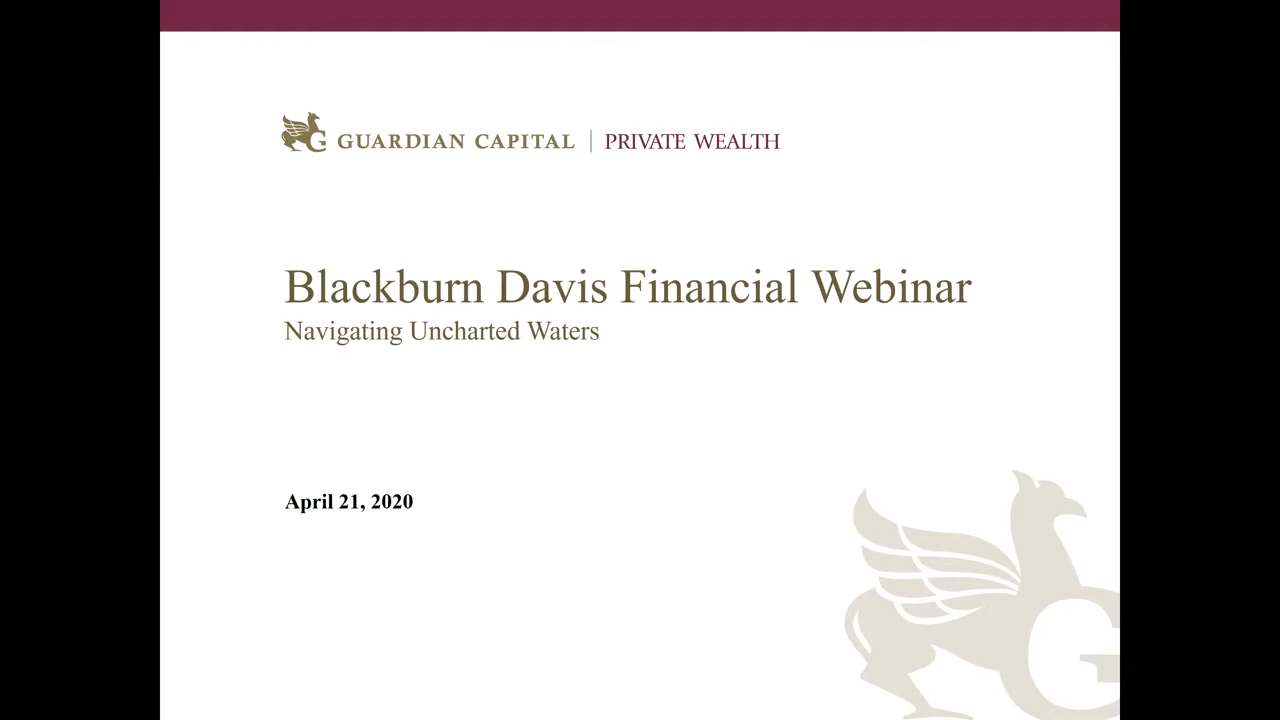 GUARDIAN CAPITAL | PRIVATE WEALTH
Blackburn Davis Financial Webinar
Navigating Uncharted Waters
April 21, 2020
G